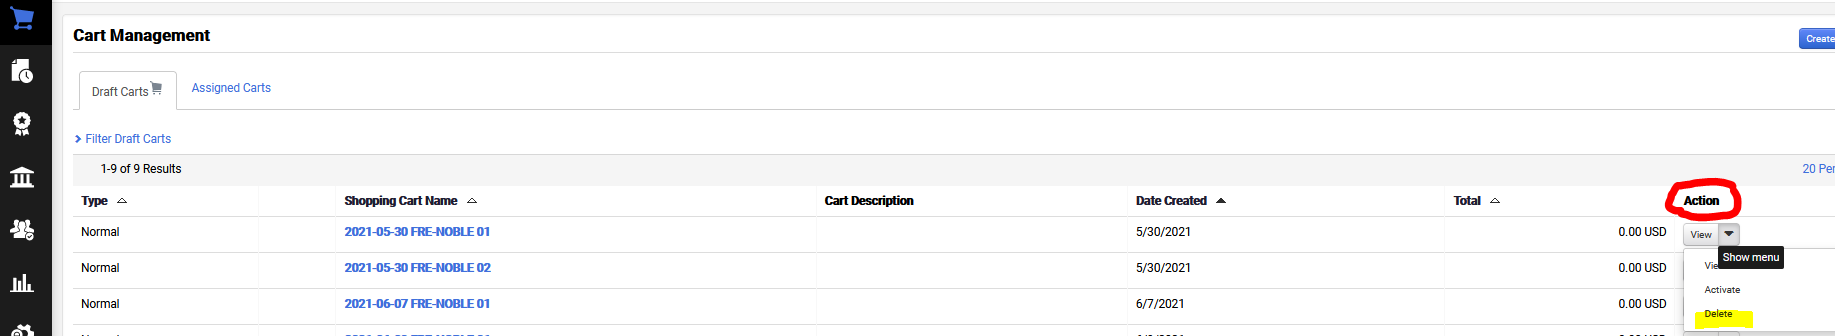 Cart Management
Create
Draft Carts
Assigned Carts
Filter Draft Carts
1-9 of 9 Results
20 Per
Type Shopping Cart Name Cart Description Date Created Total Action
Normal 2021-05-30 FRE-NOBLE 01 5/30/2021 0.00 USD View
Show menu
Normal 2021-05-30 FRE-NOBLE 02 5/30/2021 0.00 USD
Activate
Normal 2021-06-07 FRE-NOBLE 01 6/7/2021 0.00 USD
Delete